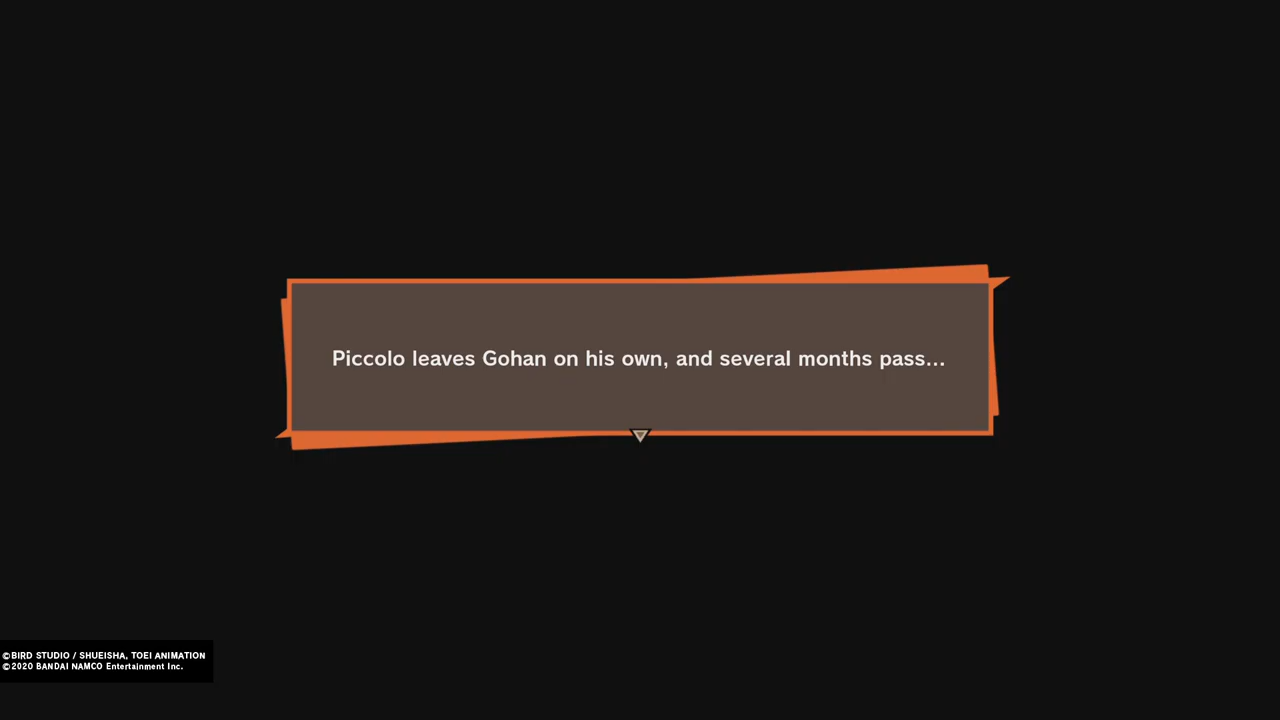 Piccolo leaves Gohan on his own, and several months pass...
©BIRD STUDIO / SHUEISHA, TOEI ANIMATION
©2020 BANDAI NAMCO Entertainment Inc.